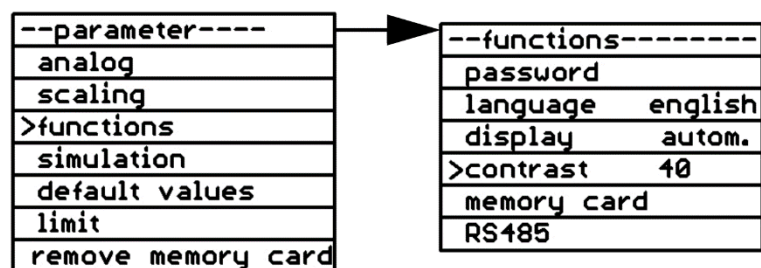 --parameter----
analog
scaling
>functions
simulation
default values
limit
remove memory card
--functions--------
password
language english
display autom.
>contrast 40
memory card
RS485